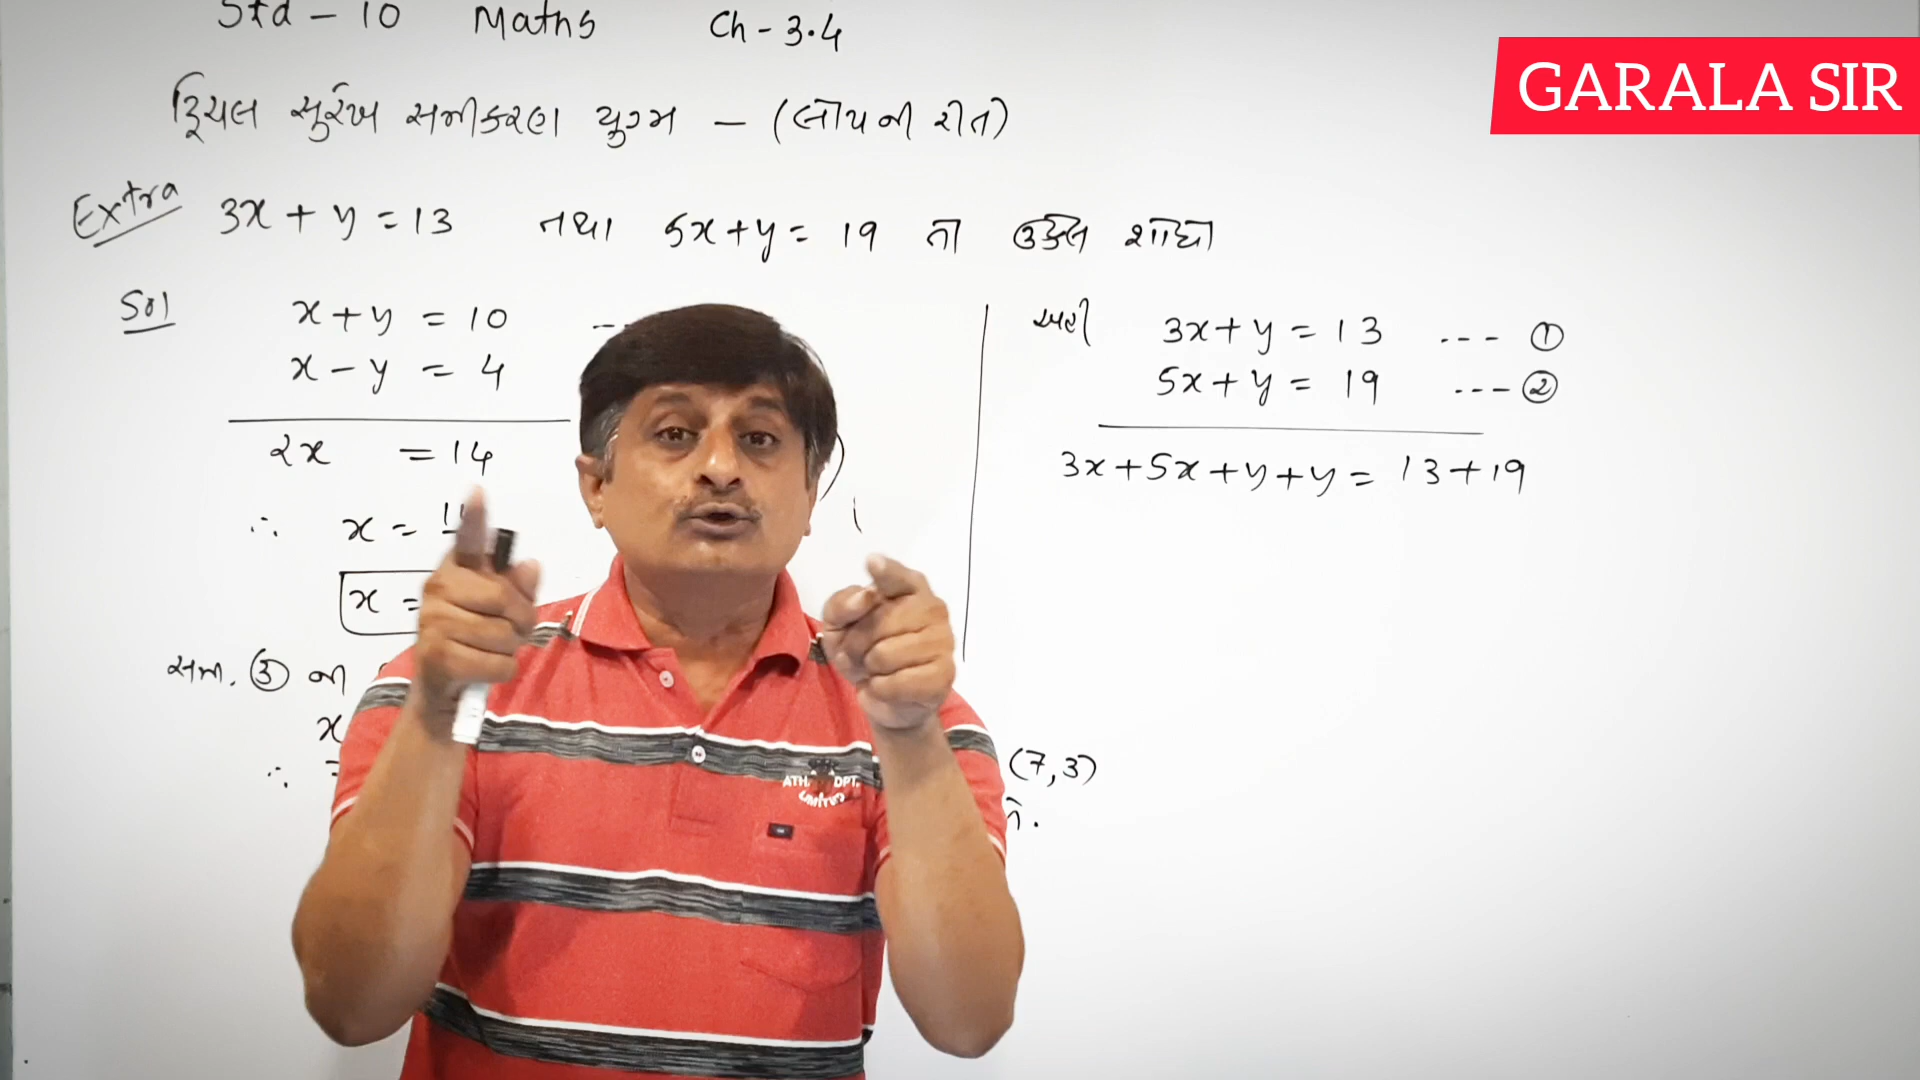 Std - 10 Maths Ch - 3.4
GARALA SIR
દ્વિચલ સુરેખ સમીકરણ યુગ્મ - (લોપની રીત)
Extra 3x + y = 13 તથા 5x + y = 19 નો ઉકેલ શોધો
Sol x + y = 10 --
x - y = 4
2x = 14
∴ x =
x =
સમી. ③ ની
x
∴
(7,3)
અહી 3x + y = 13 --- ①
5x + y = 19 --- ②
3x + 5x + y + y = 13 + 19
ATH. DPT.